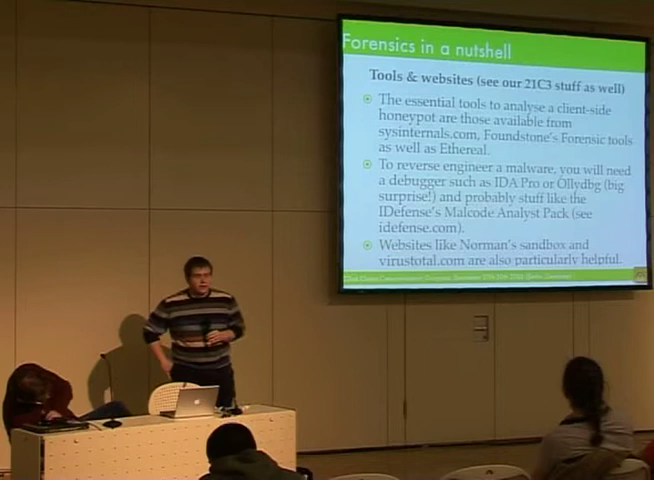 Forensics in a nutshell
Tools & websites (see our 21C3 stuff as well)
The essential tools to analyse a client-side
honeypot are those available from
sysinternals.com, Foundstone's Forensic tools
as well as Ethereal.
To reverse engineer a malware, you will need
a debugger such as IDA Pro or Ollydbg (big
surprise!) and probably stuff like the
IDefense's Malcode Analyst Pack (see
idefense.com).
Websites like Norman's sandbox and
virustotal.com are also particularly helpful.